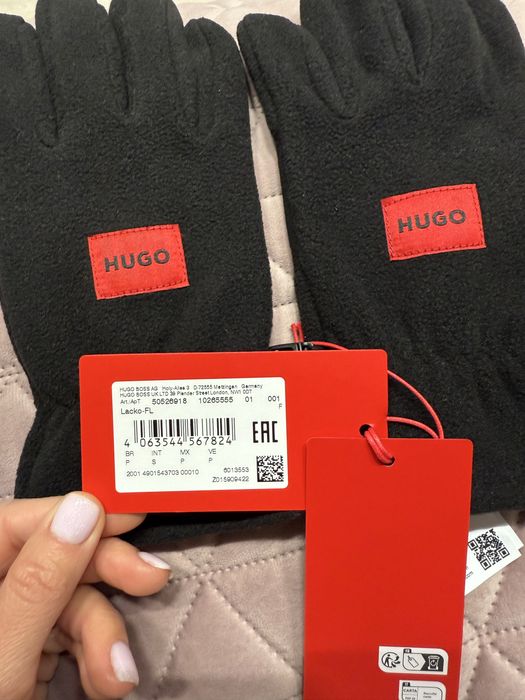 HUGO
HUGO
HUGO BOSS AG Holy-Allee 3 D-72555 Metzingen Germany
HUGO BOSS UK LTD 39 Plender Street London, NW1 0DT
Art./АрТ 50526918 10265555 01 001
Lacko-FL F
4 063544 567824
EAC
BR INT MX VE
P S P P
2001 4901543703 00010 6013553
Z015909422
CARTA